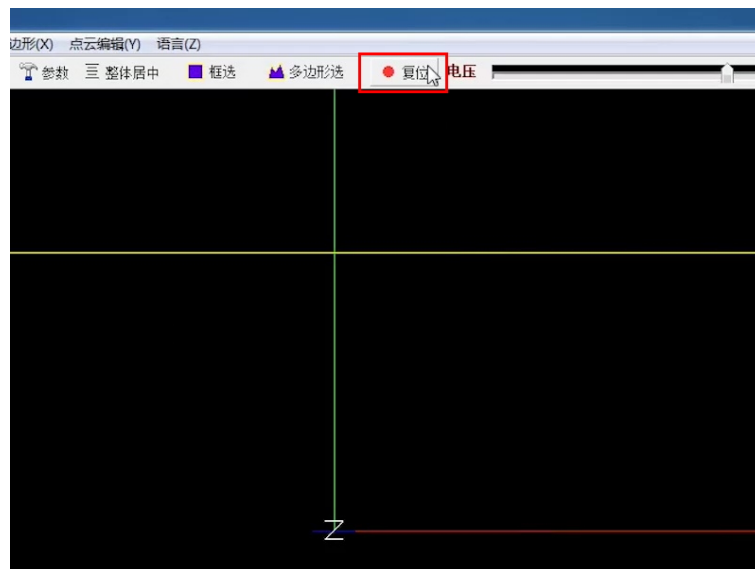 边形(X) 点云编辑(Y) 语言(Z)
参数 整体居中 框选 多边形选 复位 电压
Z